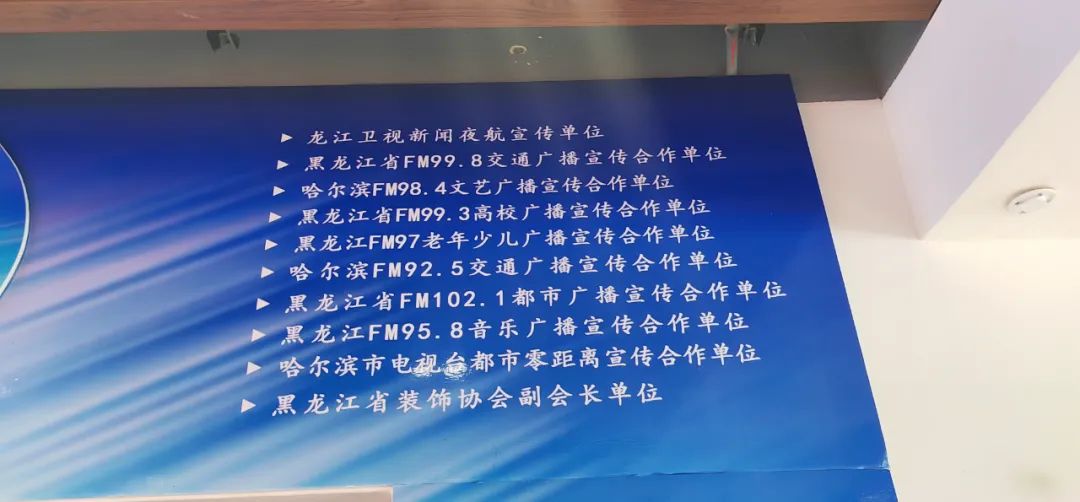 ▶ 龙江卫视新闻夜航宣传单位
▶ 黑龙江省FM99.8交通广播宣传合作单位
▶ 哈尔滨FM98.4文艺广播宣传合作单位
▶ 黑龙江省FM99.3高校广播宣传合作单位
▶ 黑龙江FM97老年少儿广播宣传合作单位
▶ 哈尔滨FM92.5交通广播宣传合作单位
▶ 黑龙江省FM102.1都市广播宣传合作单位
▶ 黑龙江FM95.8音乐广播宣传合作单位
▶ 哈尔滨市电视台都市零距离宣传合作单位
▶ 黑龙江省装饰协会副会长单位